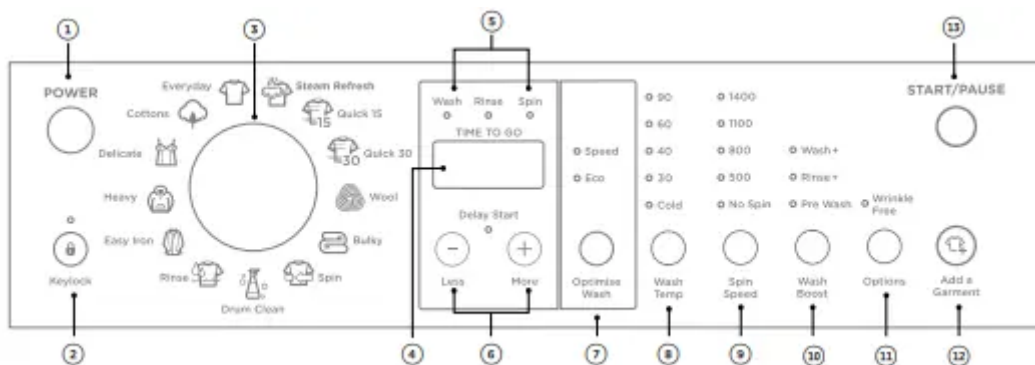 1
3
5
13
POWER
Everyday
Steam Refresh
Cottons
15 Quick 15
Delicate
30 Quick 30
Heavy
Wool
Easy Iron
Bulky
Rinse
Spin
Drum Clean
Keylock
Wash Rinse Spin
TIME TO GO
Delay Start
- +
Less More
Speed
Eco
Optimise
Wash
90
60
40
30
Cold
Wash
Temp
1400
1100
800
500
No Spin
Spin
Speed
Wash+
Rinse+
Pre Wash
Wash
Boost
Wrinkle
Free
Options
START/PAUSE
Add a
Garment
2
4
6
7
8
9
10
11
12